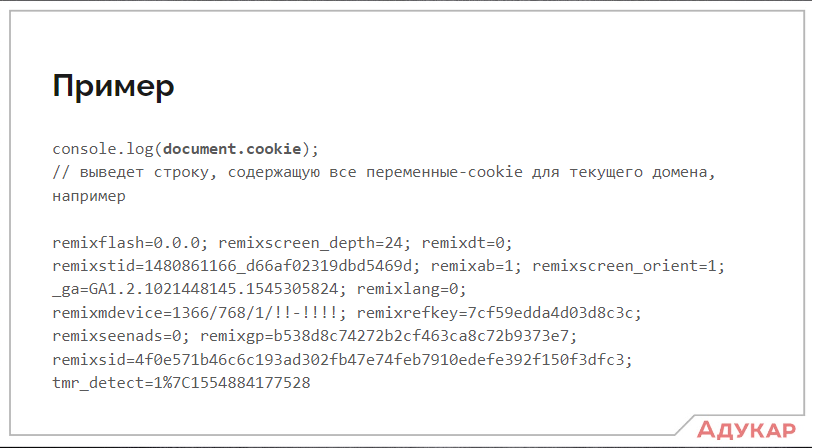 Пример
console.log(document.cookie);
// выведет строку, содержащую все переменные-cookie для текущего домена,
например
remixflash=0.0.0; remixscreen_depth=24; remixdt=0;
remixstid=1480861166_d66af02319dbd5469d; remixab=1; remixscreen_orient=1;
_ga=GA1.2.1021448145.1545305824; remixlang=0;
remixmdevice=1366/768/1/!!-!!!!; remixrefkey=7cf59edda4d03d8c3c;
remixseenads=0; remixgp=b538d8c74272b2cf463ca8c72b9373e7;
remixsid=4f0e571b46c6c193ad302fb47e74feb7910edefe392f150f3dfc3;
tmr_detect=1%7C1554884177528
Адукар